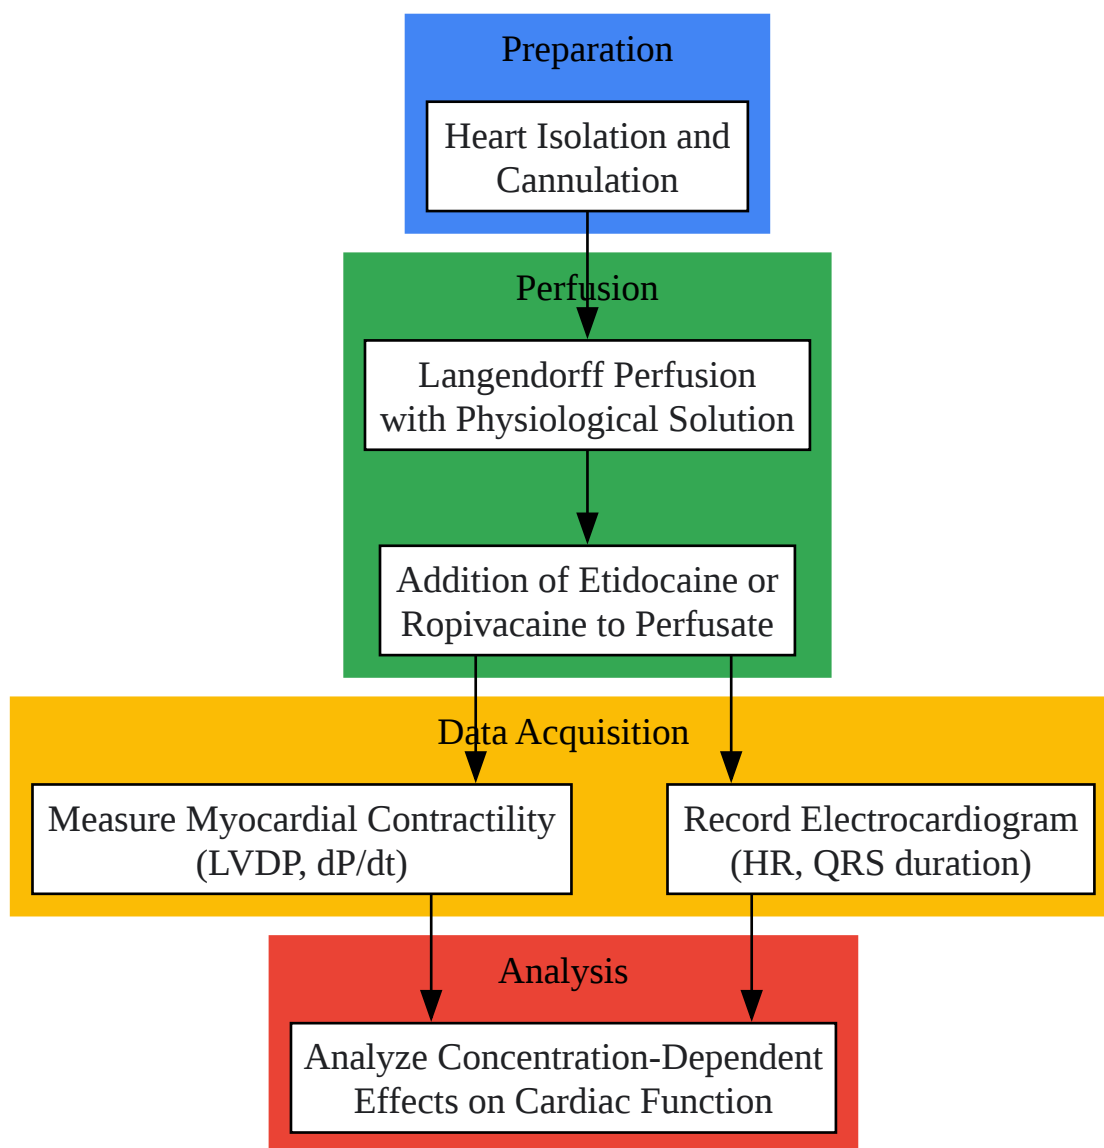 Preparation
Heart Isolation and
Cannulation
Perfusion
Langendorff Perfusion
with Physiological Solution
Addition of Etidocaine or
Ropivacaine to Perfusate
Data Acquisition
Measure Myocardial Contractility
(LVDP, dP/dt)
Record Electrocardiogram
(HR, QRS duration)
Analysis
Analyze Concentration-Dependent
Effects on Cardiac Function